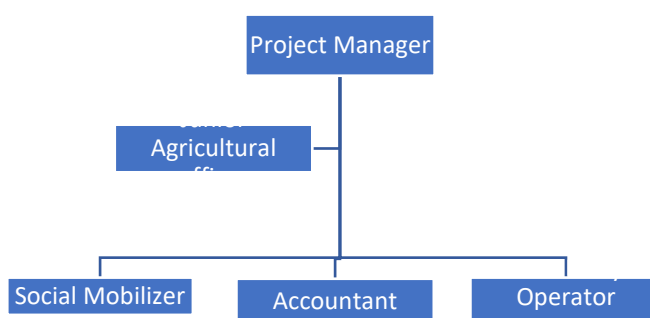 Project Manager
Agricultural
Social Mobilizer
Accountant
Operator